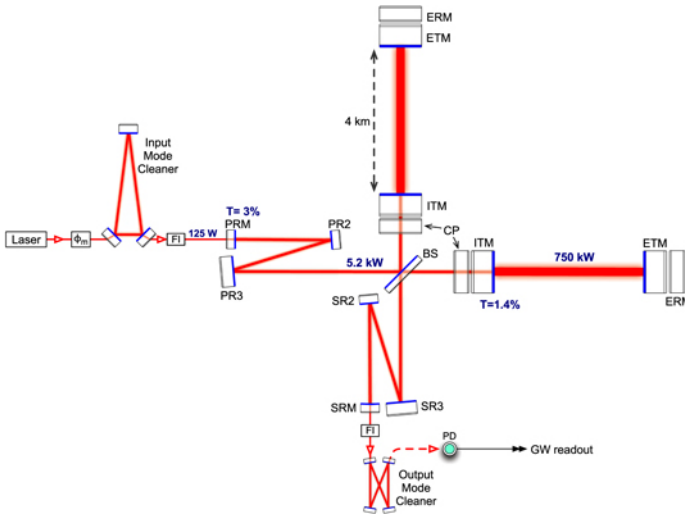 ERM
ETM
4 km
Input
Mode
Cleaner
ITM
T= 3%
PRM
PR2
CP
Laser
Φm
FI
125 W
BS
ITM
ETM
5.2 kW
750 kW
PR3
SR2
T=1.4%
ERM
SRM
SR3
FI
PD
GW readout
Output
Mode
Cleaner